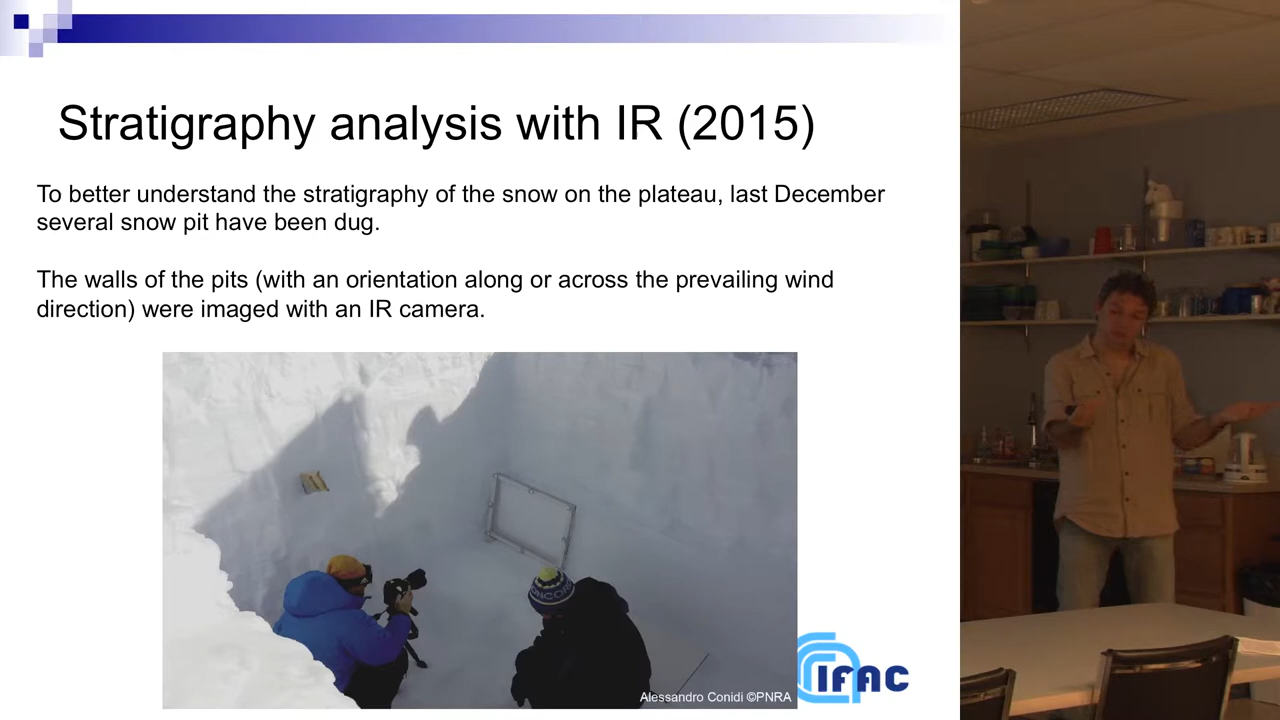 Stratigraphy analysis with IR (2015)
To better understand the stratigraphy of the snow on the plateau, last December
several snow pit have been dug.
The walls of the pits (with an orientation along or across the prevailing wind
direction) were imaged with an IR camera.
CONCOR
Alessandro Conidi ©PNRA
IFAC